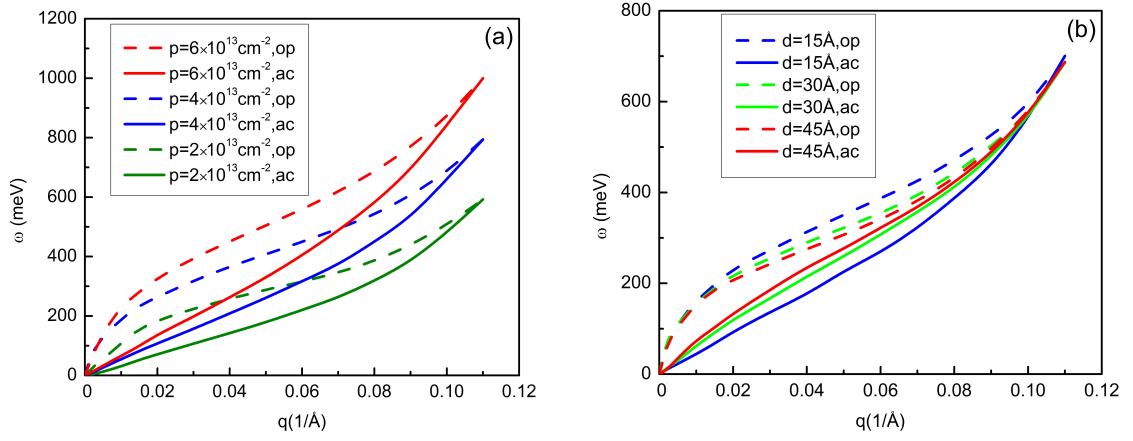 (a)
p=6×10¹³cm⁻²,op
p=6×10¹³cm⁻²,ac
p=4×10¹³cm⁻²,op
p=4×10¹³cm⁻²,ac
p=2×10¹³cm⁻²,op
p=2×10¹³cm⁻²,ac
1200
1000
800
600
400
200
0
ω (meV)
0.00 0.02 0.04 0.06 0.08 0.10 0.12
q(1/Å)
(b)
d=15Å,op
d=15Å,ac
d=30Å,op
d=30Å,ac
d=45Å,op
d=45Å,ac
800
600
400
200
0
ω (meV)
0.00 0.02 0.04 0.06 0.08 0.10 0.12
q(1/Å)